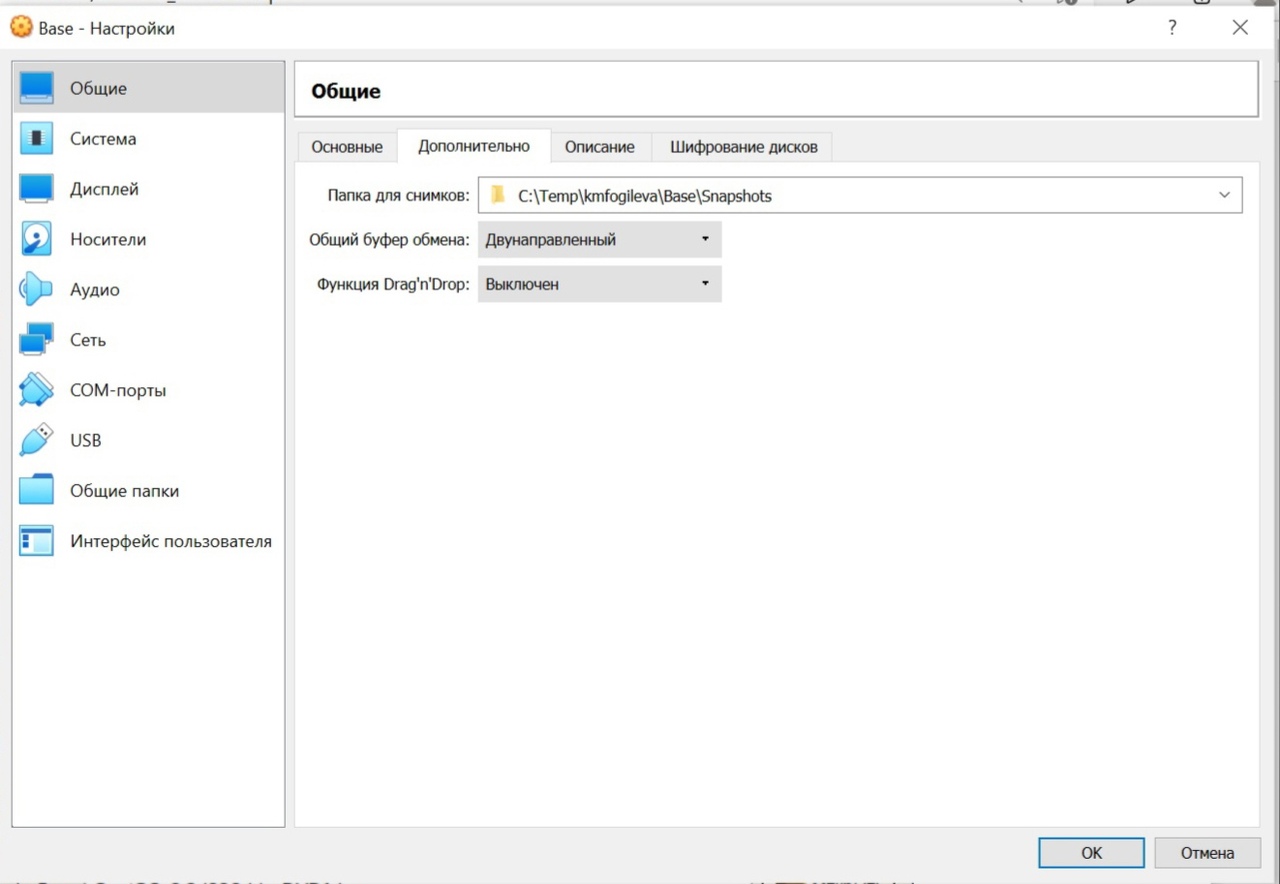 Base - Настройки
?
Общие
Система
Дисплей
Носители
Аудио
Сеть
COM-порты
USB
Общие папки
Интерфейс пользователя
Общие
Основные Дополнительно Описание Шифрование дисков
Папка для снимков: C:\Temp\kmfogileva\Base\Snapshots
Общий буфер обмена: Двунаправленный
Функция Drag'n'Drop: Выключен
OK Отмена